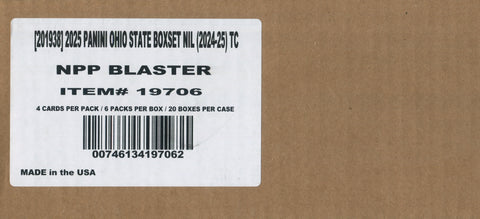 [201938] 2025 PANINI OHIO STATE BOXSET NIL (2024-25) TC
NPP BLASTER
ITEM# 19706
4 CARDS PER PACK / 6 PACKS PER BOX / 20 BOXES PER CASE
00746134197062
MADE in the USA